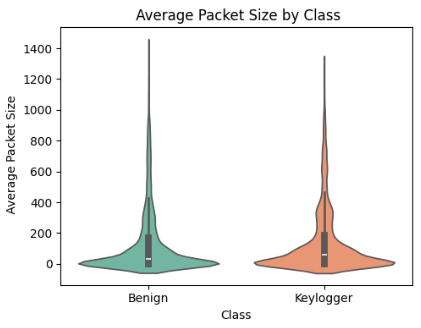 Average Packet Size by Class
1400
1200
1000
800
600
400
200
0
Average Packet Size
Benign
Keylogger
Class